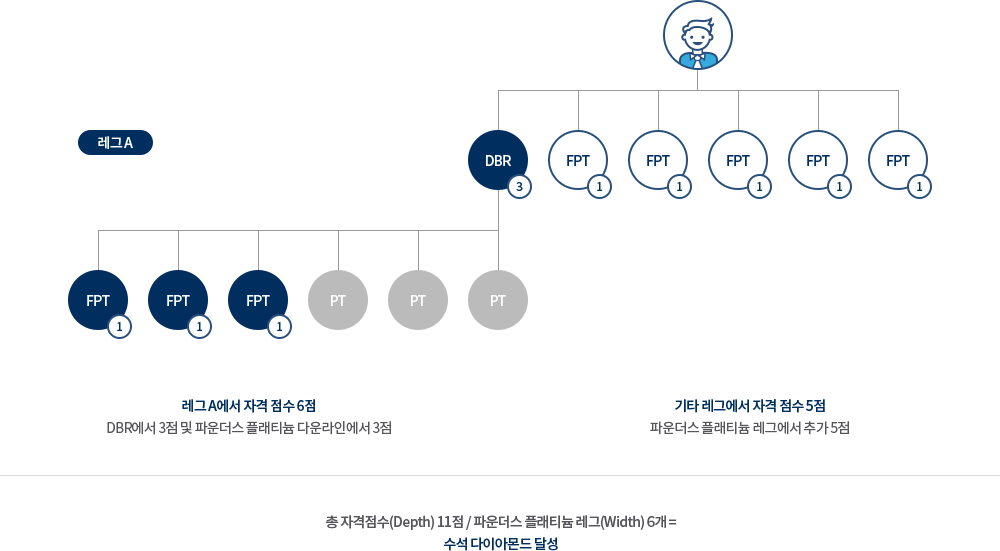 레그 A
DBR
3
FPT
1
FPT
1
FPT
1
FPT
1
FPT
1
FPT
1
FPT
1
FPT
1
PT
PT
PT
레그 A에서 자격 점수 6점
DBR에서 3점 및 파운더스 플래티늄 다운라인에서 3점
기타 레그에서 자격 점수 5점
파운더스 플래티늄 레그에서 추가 5점
총 자격점수(Depth) 11점 / 파운더스 플래티늄 레그(Width) 6개 =
수석 다이아몬드 달성